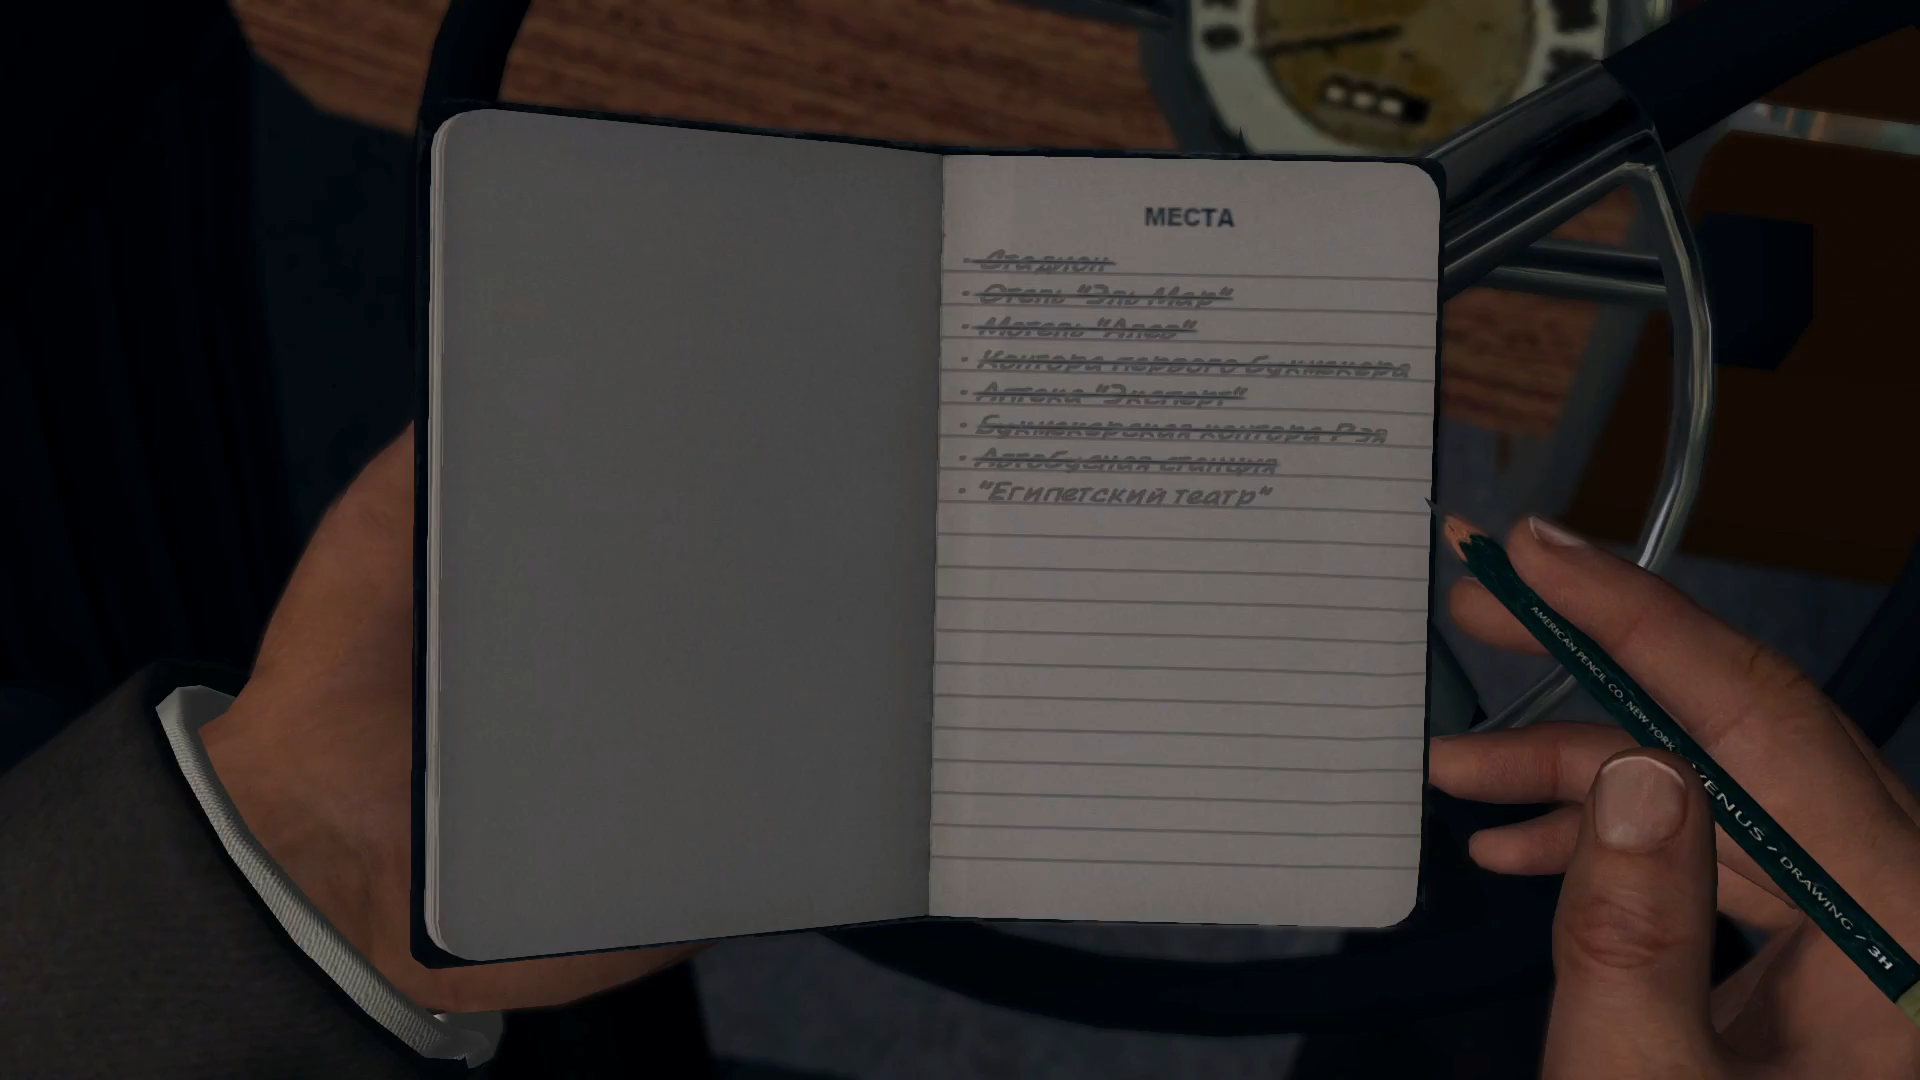 МЕСТА
- Стадион
- Отель "Эль Мар"
- Мотель "Алев"
- Контора первого букмекера
- Аптека "Эксперт"
- Букмекерская контора Рэя
- Автобусная станция
- "Египетский театр"
AMERICAN PENCIL CO. NEW YORK VENUS / DRAWING / 3H